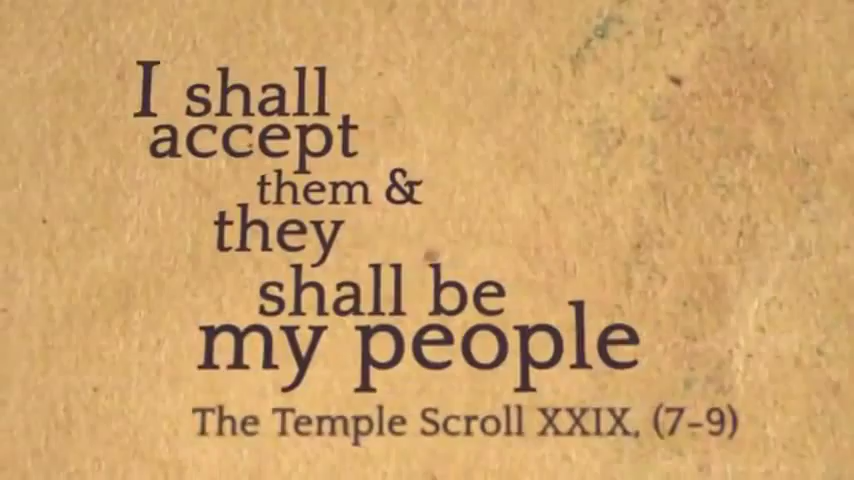 I shall
accept
them &
they
shall be
my people
The Temple Scroll XXIX, (7-9)